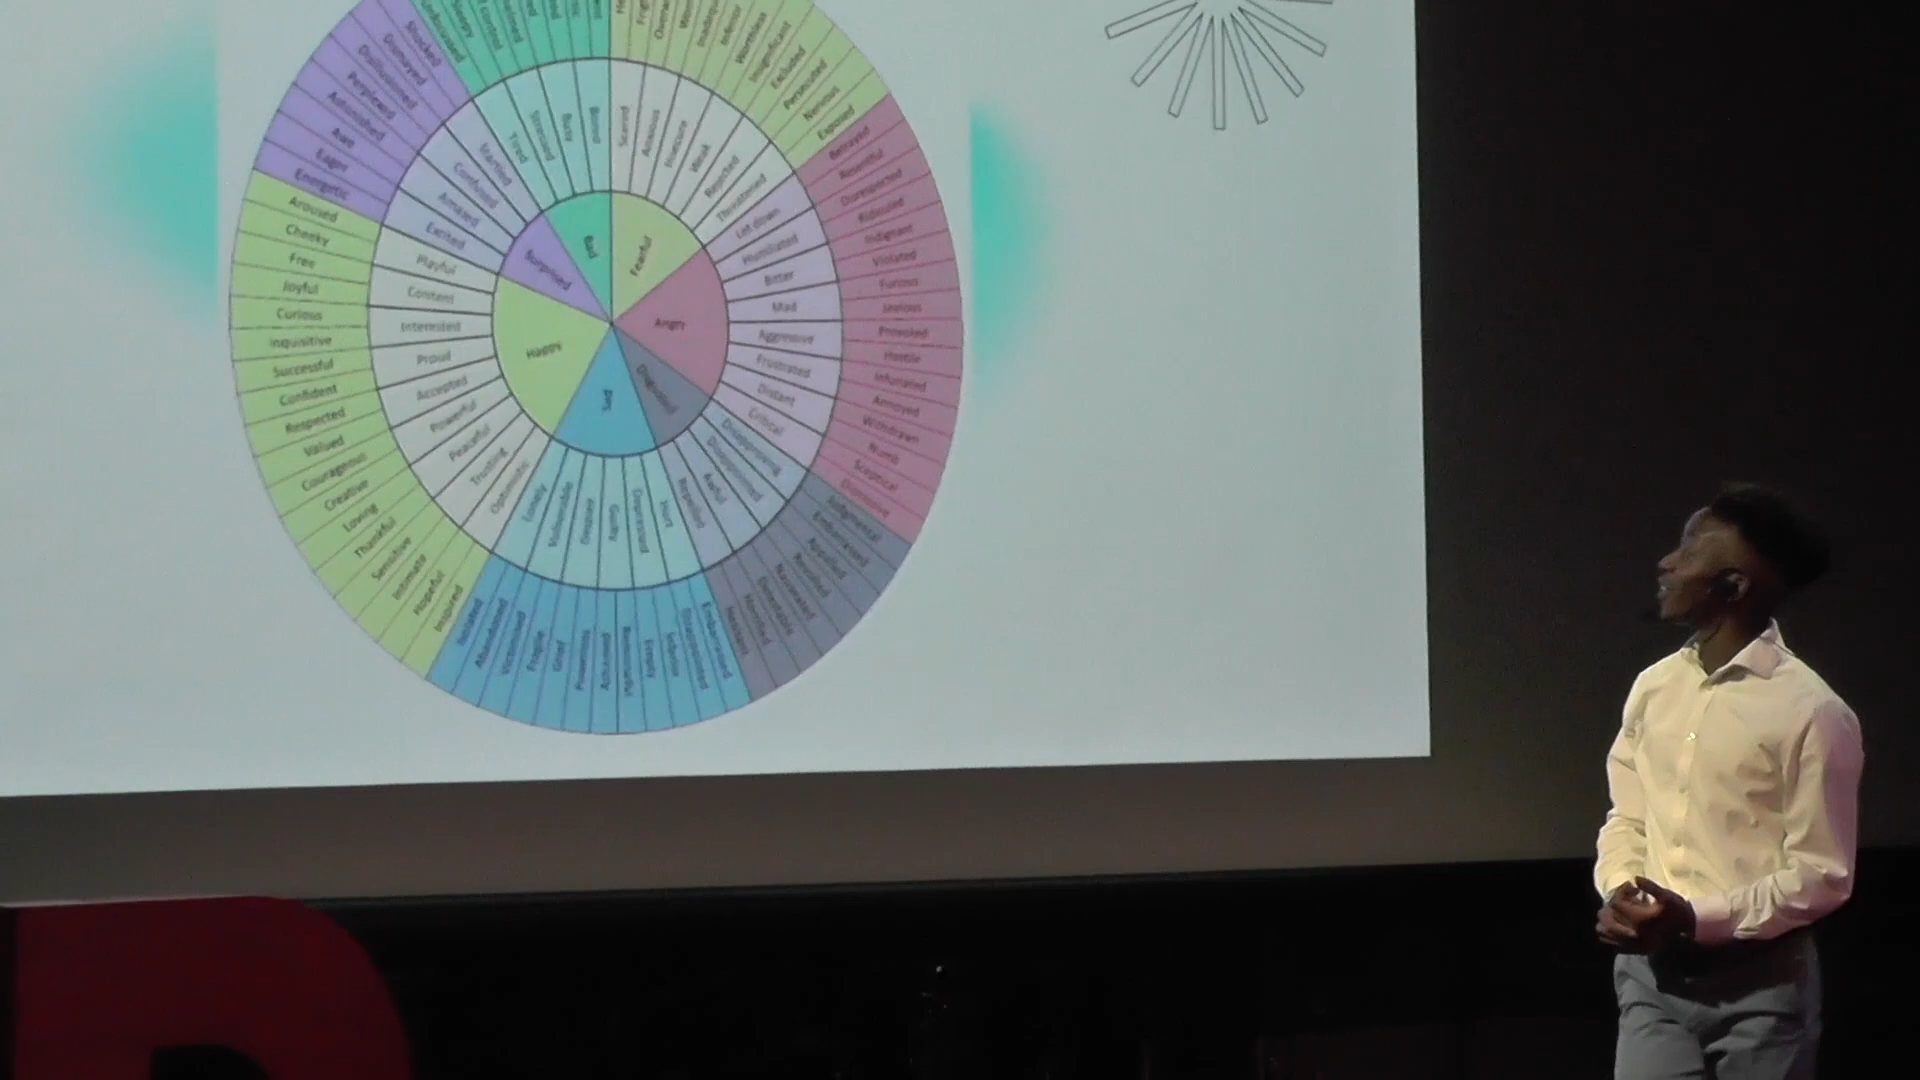 Fearful
Angry
Disgusted
Sad
Happy
Surprised
Bad
Scared
Anxious
Insecure
Weak
Rejected
Threatened
Let down
Humiliated
Bitter
Mad
Aggressive
Frustrated
Distant
Critical
Disapproving
Disappointed
Awful
Repelled
Hurt
Depressed
Guilty
Despair
Vulnerable
Lonely
Optimistic
Trusting
Peaceful
Powerful
Accepted
Proud
Interested
Content
Playful
Excited
Amazed
Confused
Startled
Tired
Stressed
Busy
Bored
Worthless
Insignificant
Excluded
Persecuted
Nervous
Exposed
Betrayed
Resentful
Disrespected
Ridiculed
Indignant
Violated
Furious
Jealous
Provoked
Hostile
Infuriated
Annoyed
Withdrawn
Numb
Sceptical
Dismissive
Judgmental
Embarrassed
Appalled
Revolted
Nauseated
Detestable
Horrified
Hesitant
Embarrassed
Disappointed
Inferior
Empty
Ashamed
Powerless
Grief
Fragile
Victimised
Abandoned
Isolated
Inspired
Hopeful
Intimate
Sensitive
Thankful
Loving
Creative
Courageous
Valued
Respected
Confident
Successful
Inquisitive
Curious
Joyful
Free
Cheeky
Aroused
Energetic
Eager
Awe
Astonished
Perplexed
Disillusioned
Dismayed
Shocked
Unfocussed
Sleepy